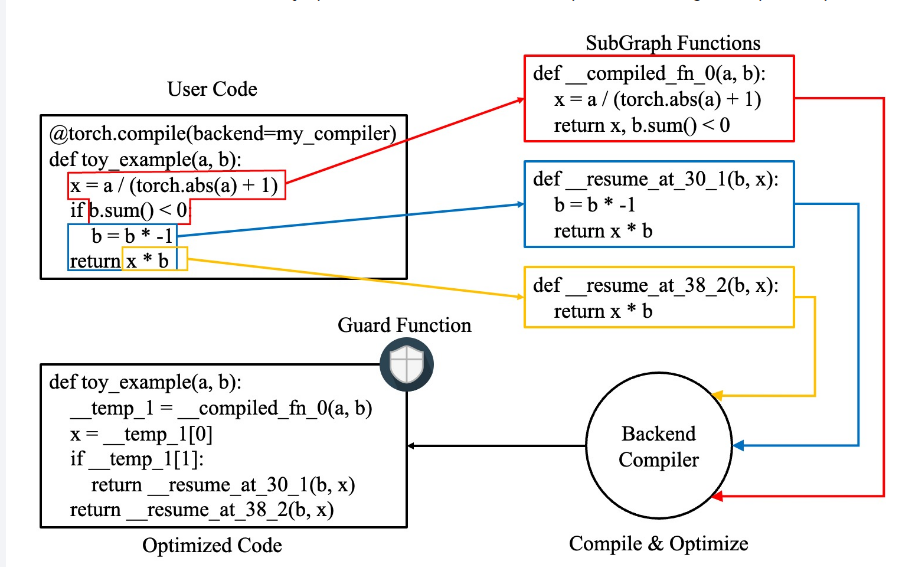 User Code
@torch.compile(backend=my_compiler)
def toy_example(a, b):
x = a / (torch.abs(a) + 1)
if b.sum() < 0
b = b * -1
return x * b
SubGraph Functions
def __compiled_fn_0(a, b):
x = a / (torch.abs(a) + 1)
return x, b.sum() < 0
def __resume_at_30_1(b, x):
b = b * -1
return x * b
def __resume_at_38_2(b, x):
return x * b
Guard Function
def toy_example(a, b):
__temp_1 = __compiled_fn_0(a, b)
x = __temp_1[0]
if __temp_1[1]:
return __resume_at_30_1(b, x)
return __resume_at_38_2(b, x)
Optimized Code
Backend
Compiler
Compile & Optimize